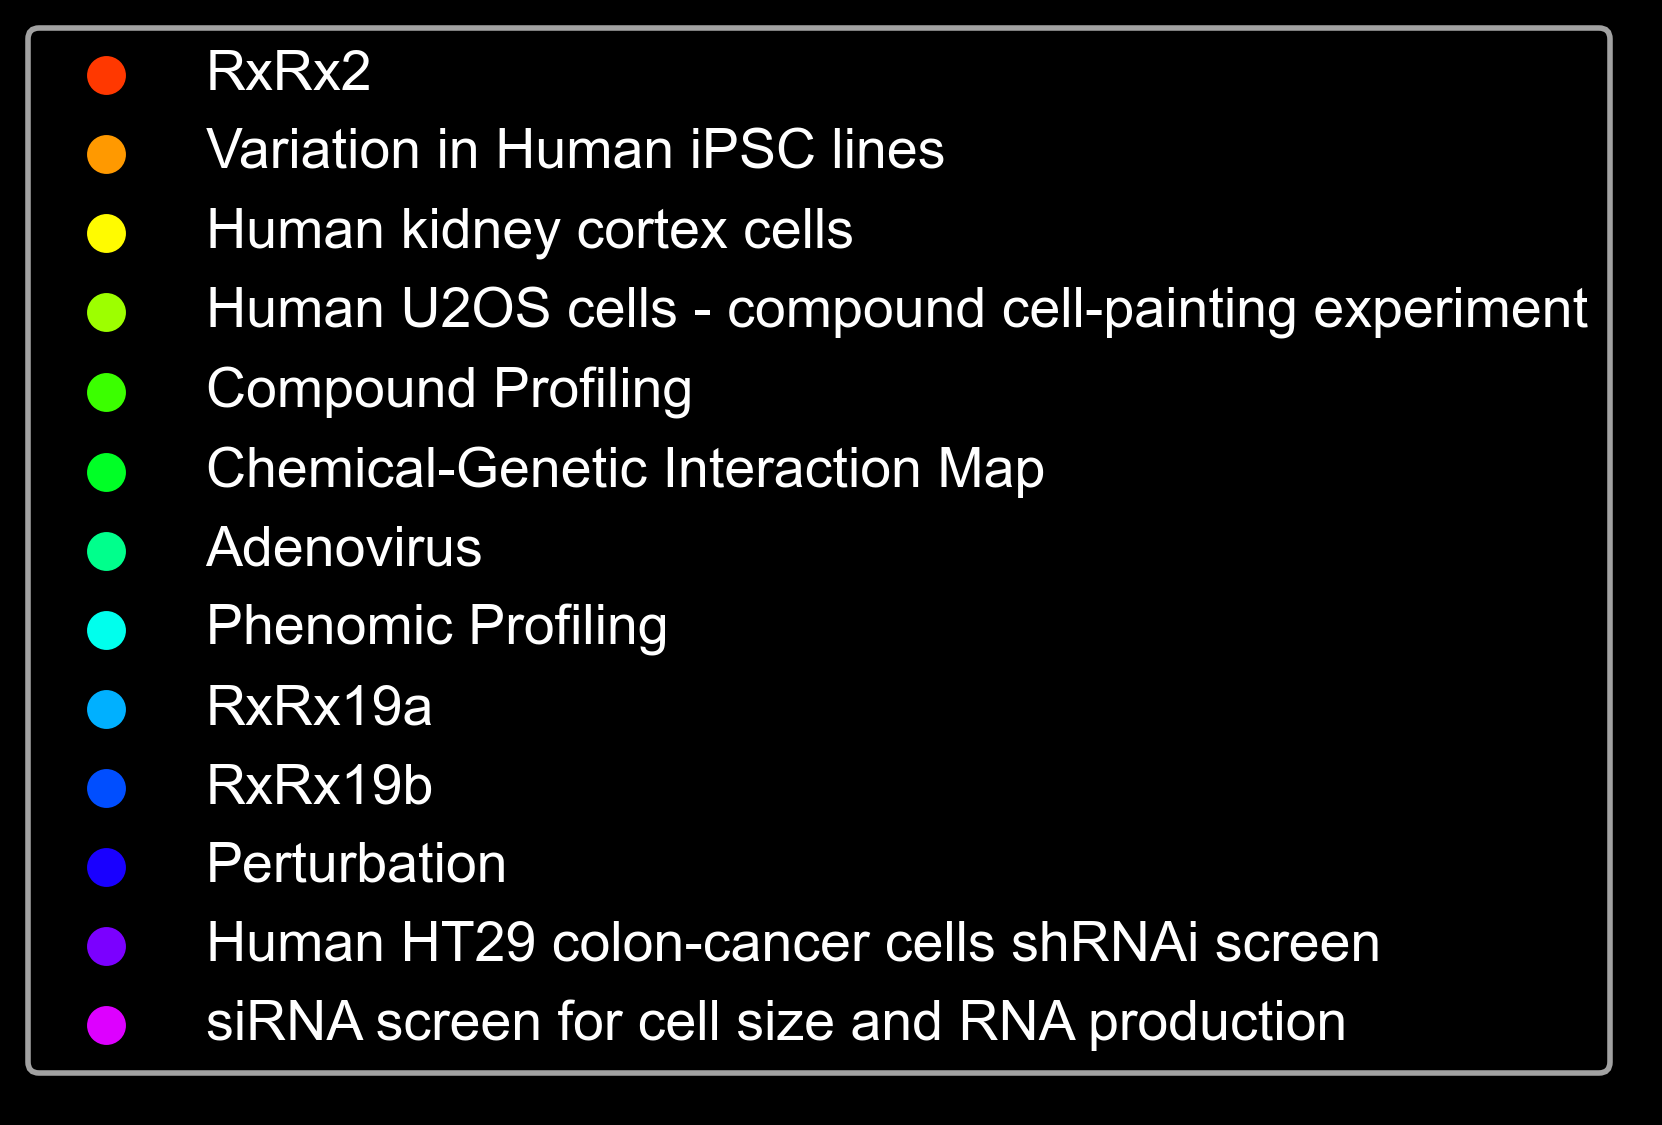 RxRx2
Variation in Human iPSC lines
Human kidney cortex cells
Human U2OS cells - compound cell-painting experiment
Compound Profiling
Chemical-Genetic Interaction Map
Adenovirus
Phenomic Profiling
RxRx19a
RxRx19b
Perturbation
Human HT29 colon-cancer cells shRNAi screen
siRNA screen for cell size and RNA production